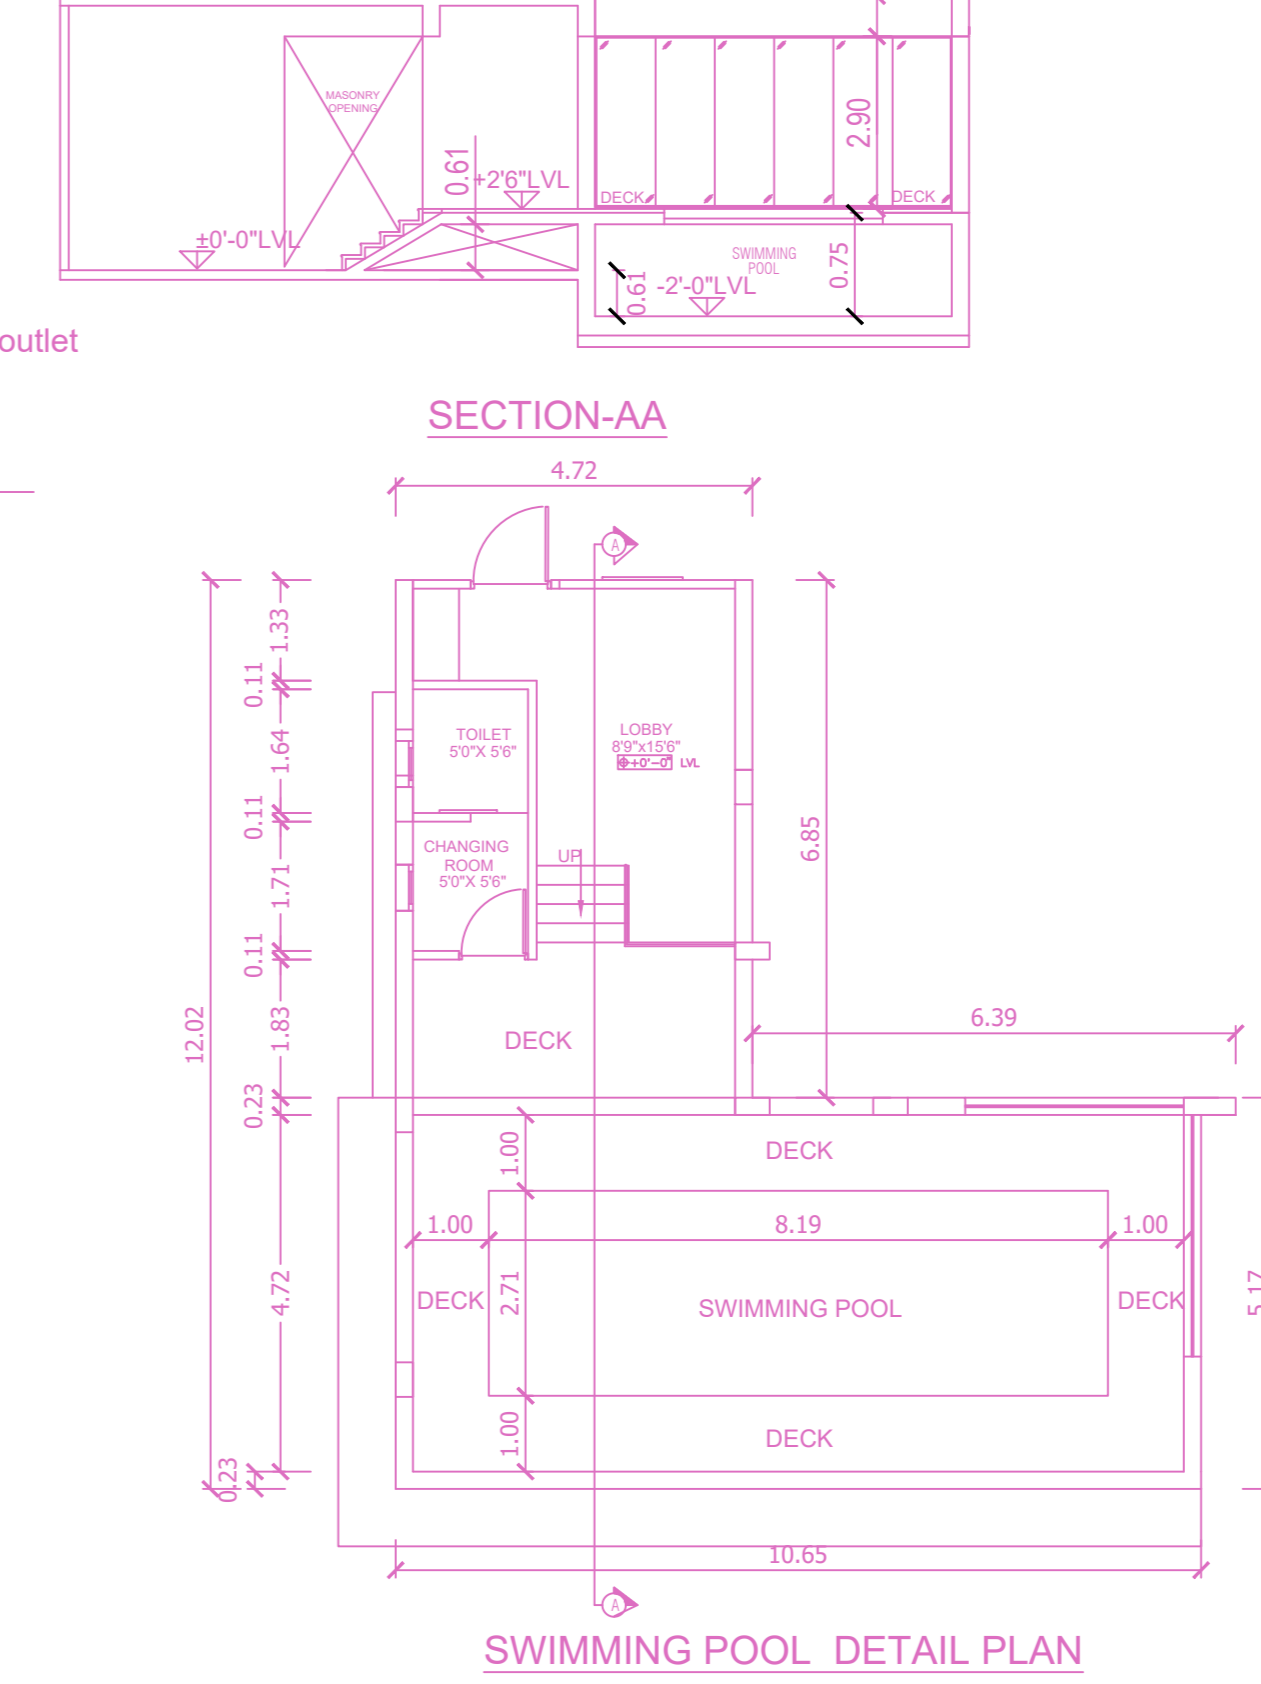 MASONRY
OPENING
0.61
+2'6"LVL
±0'-0"LVL
2.90
DECK
DECK
SWIMMING
POOL
0.75
0.61
-2'-0"LVL
outlet
SECTION-AA
4.72
A
1.33
0.11
1.64
0.11
1.71
0.11
1.83
0.23
12.02
4.72
0.23
TOILET
5'0"X 5'6"
LOBBY
8'9"x15'6"
+0'-0" LVL
CHANGING
ROOM
5'0"X 5'6"
UP
6.85
DECK
6.39
1.00
DECK
1.00
8.19
1.00
DECK
2.71
SWIMMING POOL
DECK
5.17
1.00
DECK
10.65
A
SWIMMING POOL DETAIL PLAN